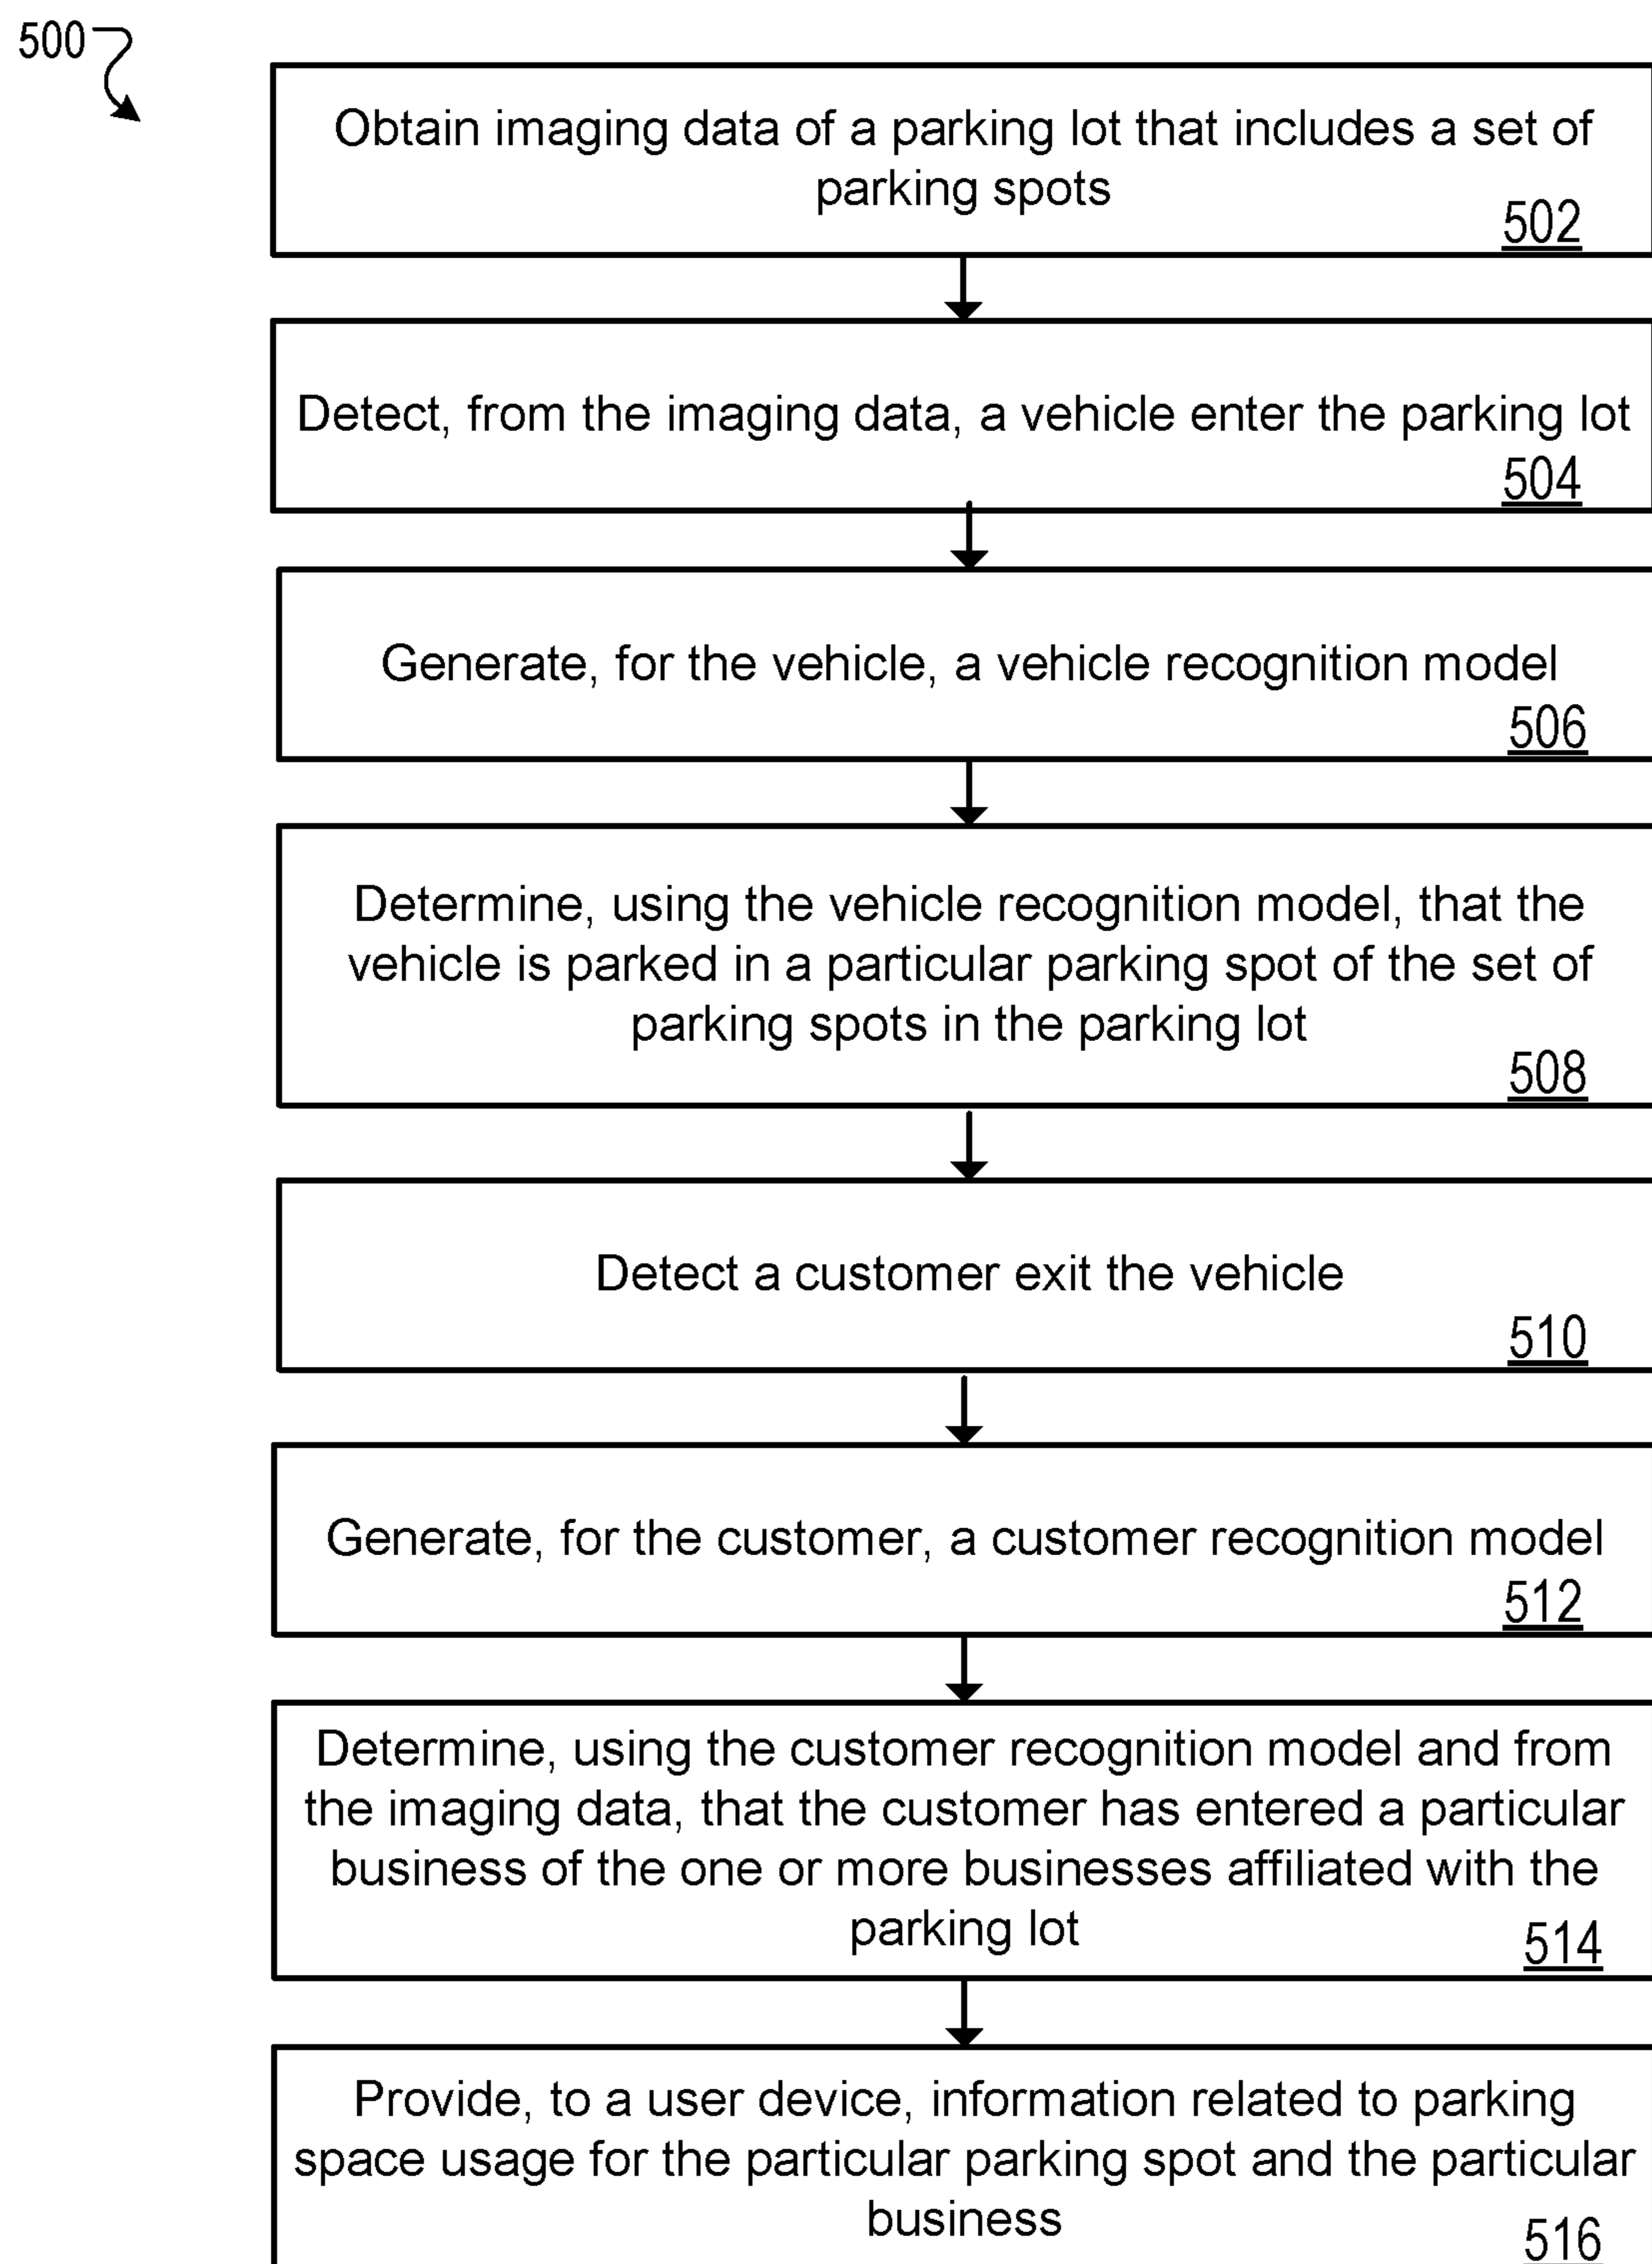 500
Obtain imaging data of a parking lot that includes a set of
parking spots
502
Detect, from the imaging data, a vehicle enter the parking lot
504
Generate, for the vehicle, a vehicle recognition model
506
Determine, using the vehicle recognition model, that the
vehicle is parked in a particular parking spot of the set of
parking spots in the parking lot
508
Detect a customer exit the vehicle
510
Generate, for the customer, a customer recognition model
512
Determine, using the customer recognition model and from
the imaging data, that the customer has entered a particular
business of the one or more businesses affiliated with the
parking lot
514
Provide, to a user device, information related to parking
space usage for the particular parking spot and the particular
business
516